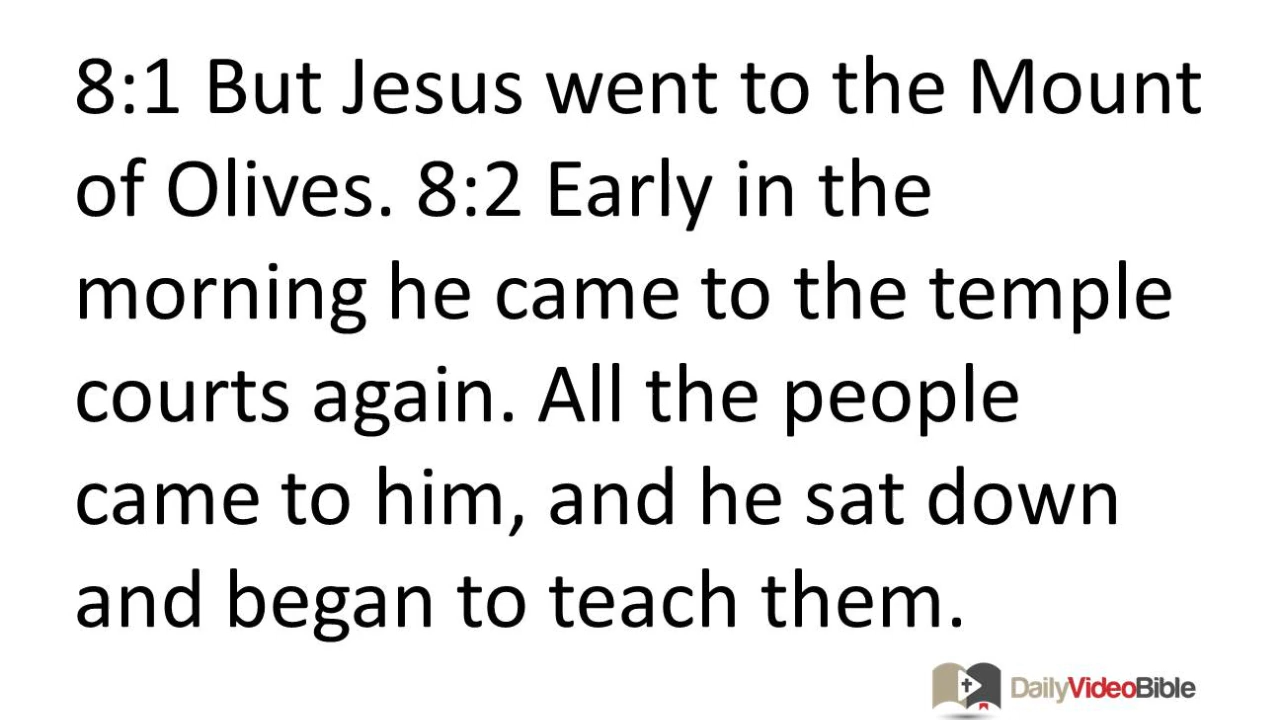 8:1 But Jesus went to the Mount
of Olives. 8:2 Early in the
morning he came to the temple
courts again. All the people
came to him, and he sat down
and began to teach them.
DailyVideoBible